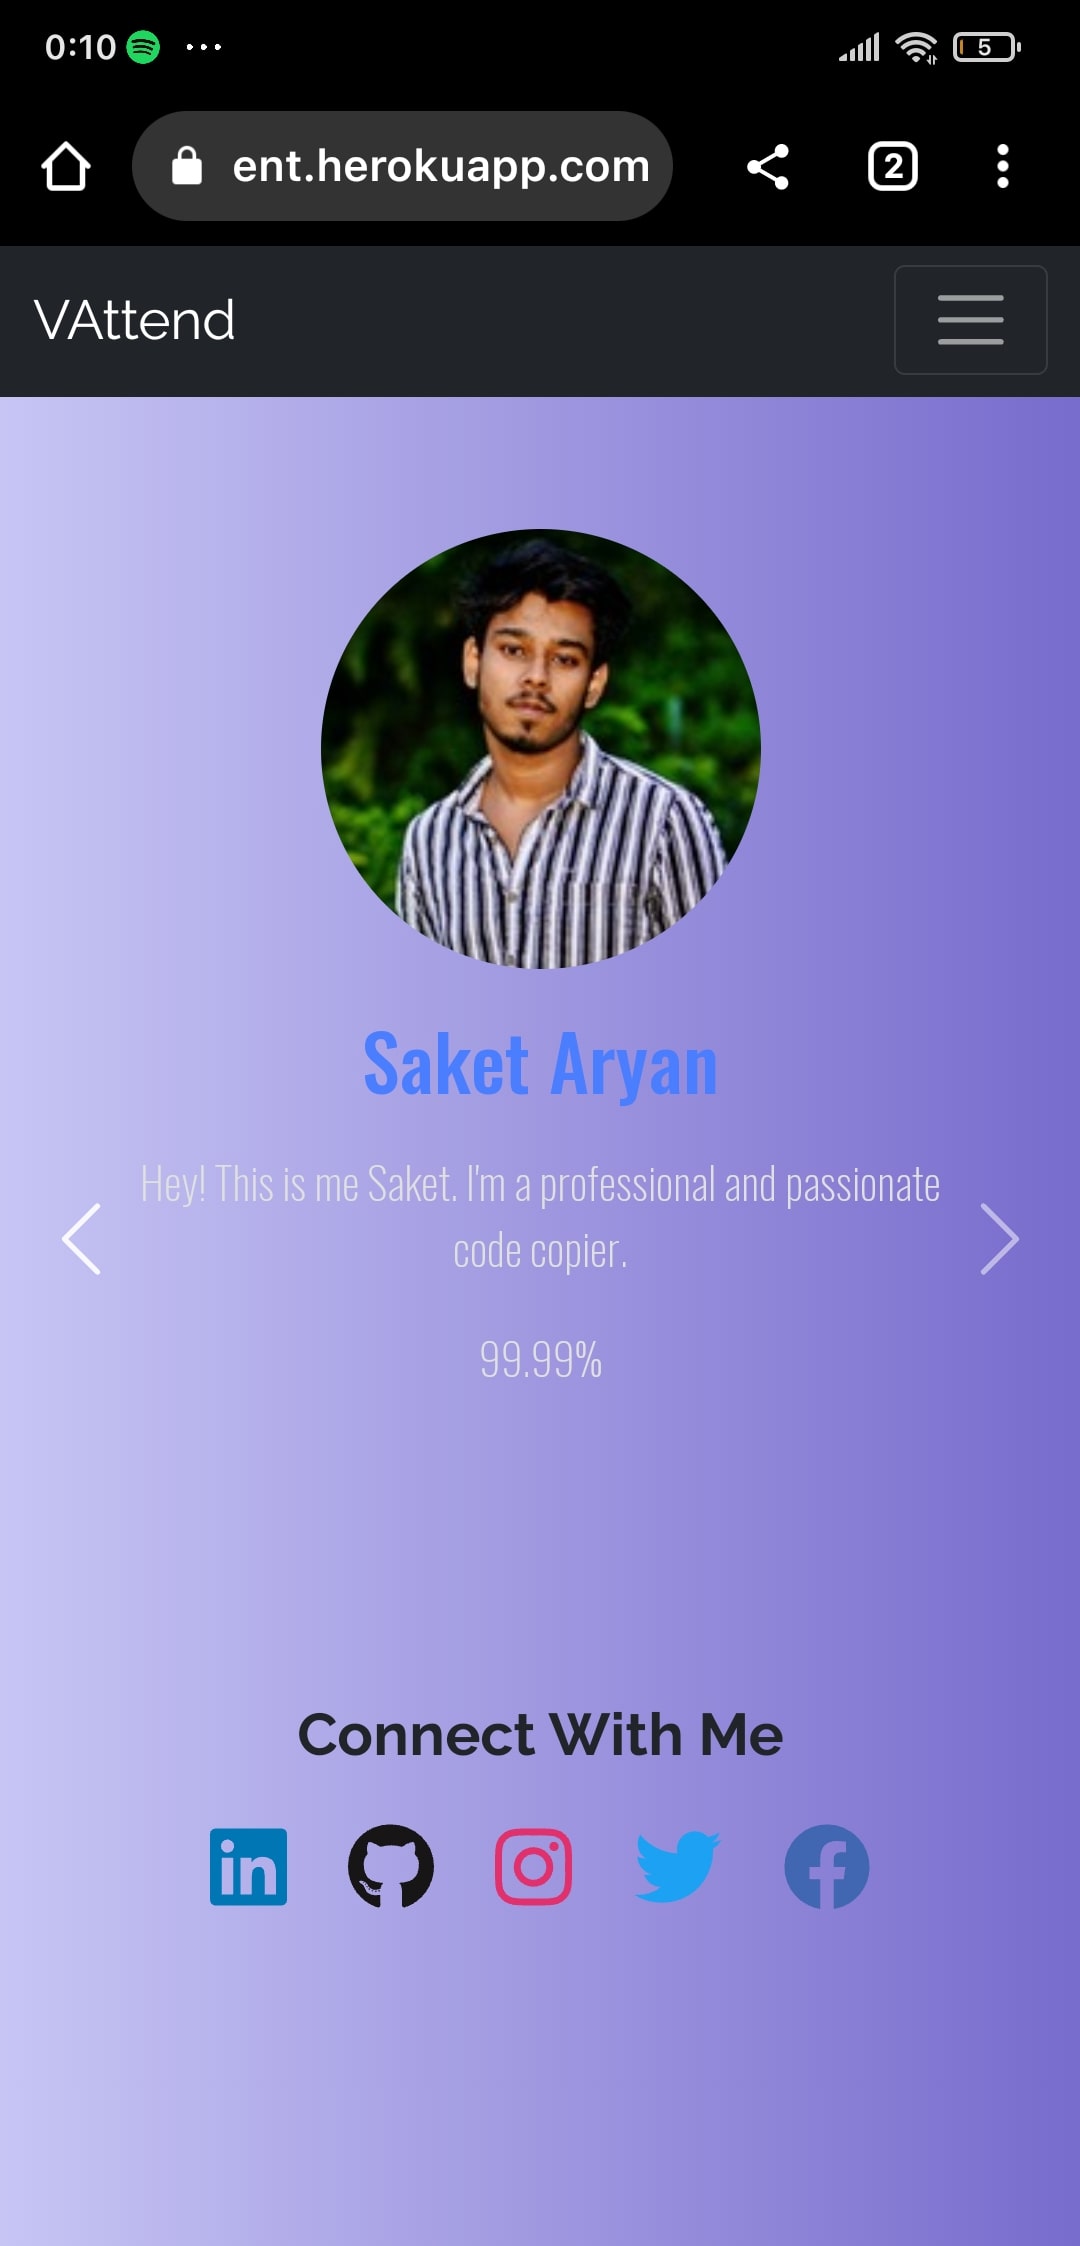 0:10 ... 5
ent.herokuapp.com 2
VAttend
Saket Aryan
Hey! This is me Saket. I'm a professional and passionate
code copier.
99.99%
Connect With Me
in